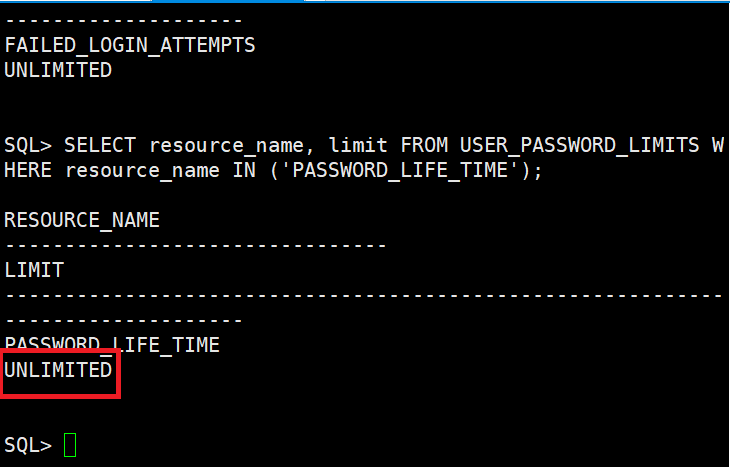 --------------------
FAILED_LOGIN_ATTEMPTS
UNLIMITED
SQL> SELECT resource_name, limit FROM USER_PASSWORD_LIMITS W
HERE resource_name IN ('PASSWORD_LIFE_TIME');
RESOURCE_NAME
--------------------------------
LIMIT
------------------------------------------------------------
--------------------
PASSWORD_LIFE_TIME
UNLIMITED
SQL>